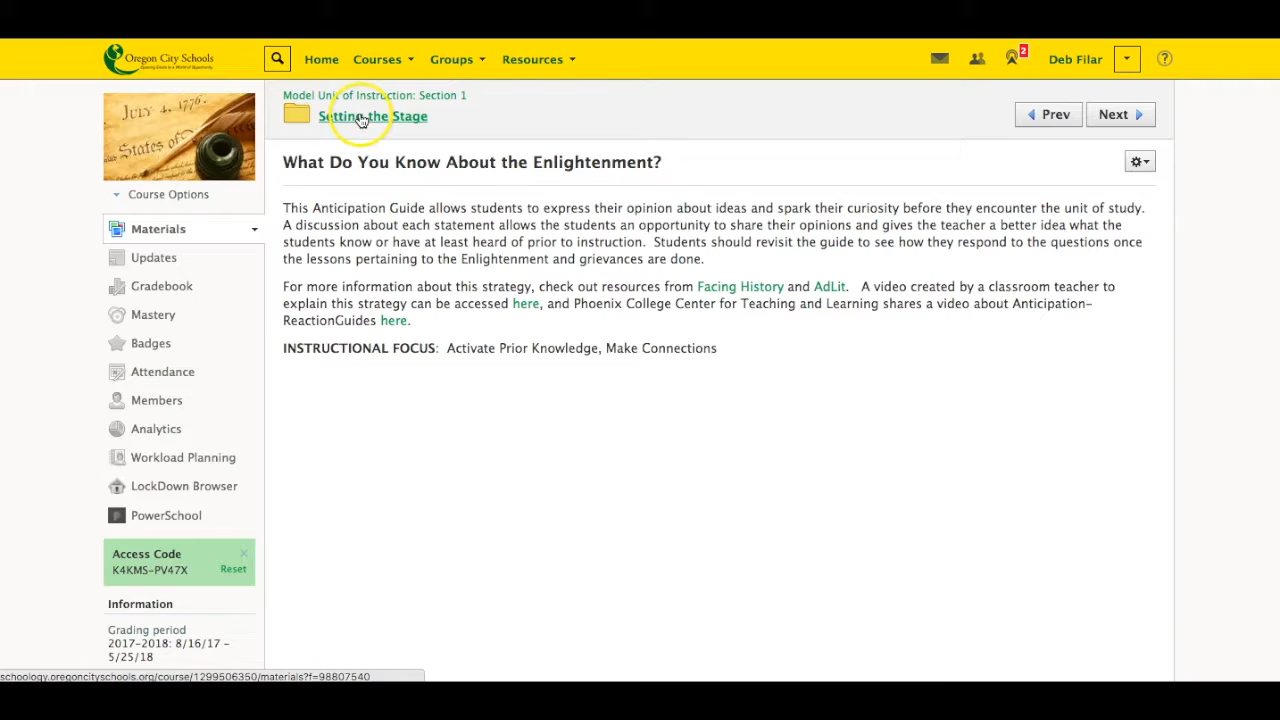 Oregon City Schools
Home
Courses
Groups
Resources
2
Deb Filar
JULY 4, 1776.
States of
Course Options
Materials
Updates
Gradebook
Mastery
Badges
Attendance
Members
Analytics
Workload Planning
LockDown Browser
PowerSchool
Access Code
K4KMS-PV47X
Reset
Information
Grading period
2017-2018: 8/16/17 -
5/25/18
Model Unit of Instruction: Section 1
Setting the Stage
Prev
Next
What Do You Know About the Enlightenment?
This Anticipation Guide allows students to express their opinion about ideas and spark their curiosity before they encounter the unit of study.
A discussion about each statement allows the students an opportunity to share their opinions and gives the teacher a better idea what the
students know or have at least heard of prior to instruction. Students should revisit the guide to see how they respond to the questions once
the lessons pertaining to the Enlightenment and grievances are done.
For more information about this strategy, check out resources from Facing History and AdLit. A video created by a classroom teacher to
explain this strategy can be accessed here, and Phoenix College Center for Teaching and Learning shares a video about Anticipation-
ReactionGuides here.
INSTRUCTIONAL FOCUS: Activate Prior Knowledge, Make Connections
schoology.oregoncityschools.org/course/1299506350/materials?f=98807540